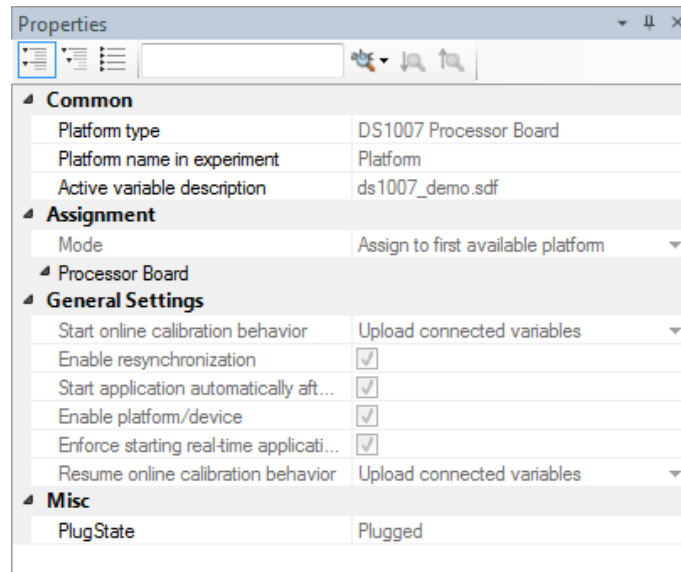 Properties
Common
Platform type DS1007 Processor Board
Platform name in experiment Platform
Active variable description ds1007_demo.sdf
Assignment
Mode Assign to first available platform
Processor Board
General Settings
Start online calibration behavior Upload connected variables
Enable resynchronization
Start application automatically aft...
Enable platform/device
Enforce starting real-time applicati...
Resume online calibration behavior Upload connected variables
Misc
PlugState Plugged